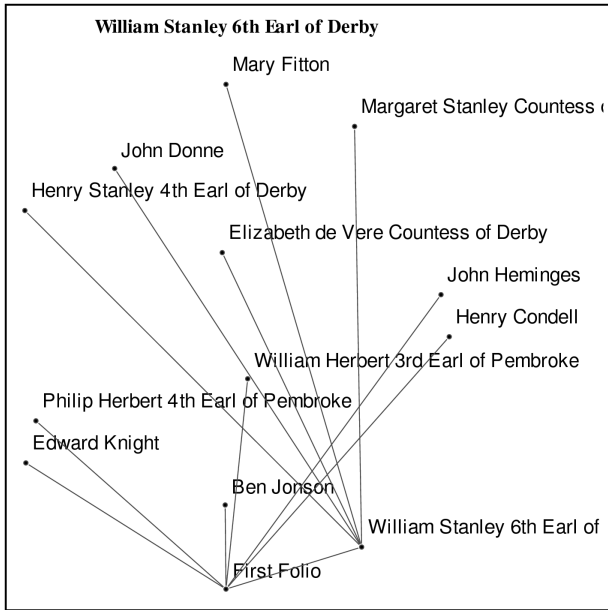 William Stanley 6th Earl of Derby
Mary Fitton
Margaret Stanley Countess
John Donne
Henry Stanley 4th Earl of Derby
Elizabeth de Vere Countess of Derby
John Heminges
Henry Condell
William Herbert 3rd Earl of Pembroke
Philip Herbert 4th Earl of Pembroke
Edward Knight
Ben Jonson
William Stanley 6th Earl of
First Folio